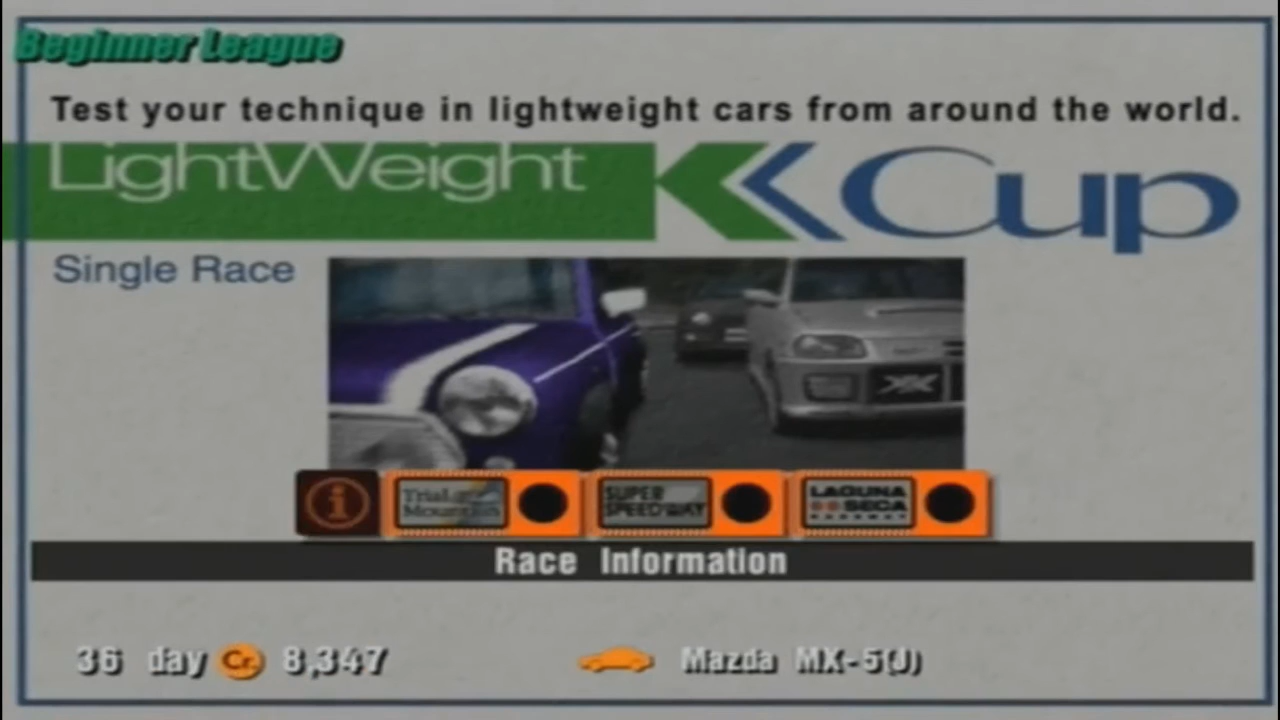 Beginner League
Test your technique in lightweight cars from around the world.
LightWeight K Cup
Single Race
Trial Mountain
SUPER SPEEDWAY
LAGUNA SECA RACEWAY
Race Information
36 day Cr. 8,347 Mazda MX-5(J)